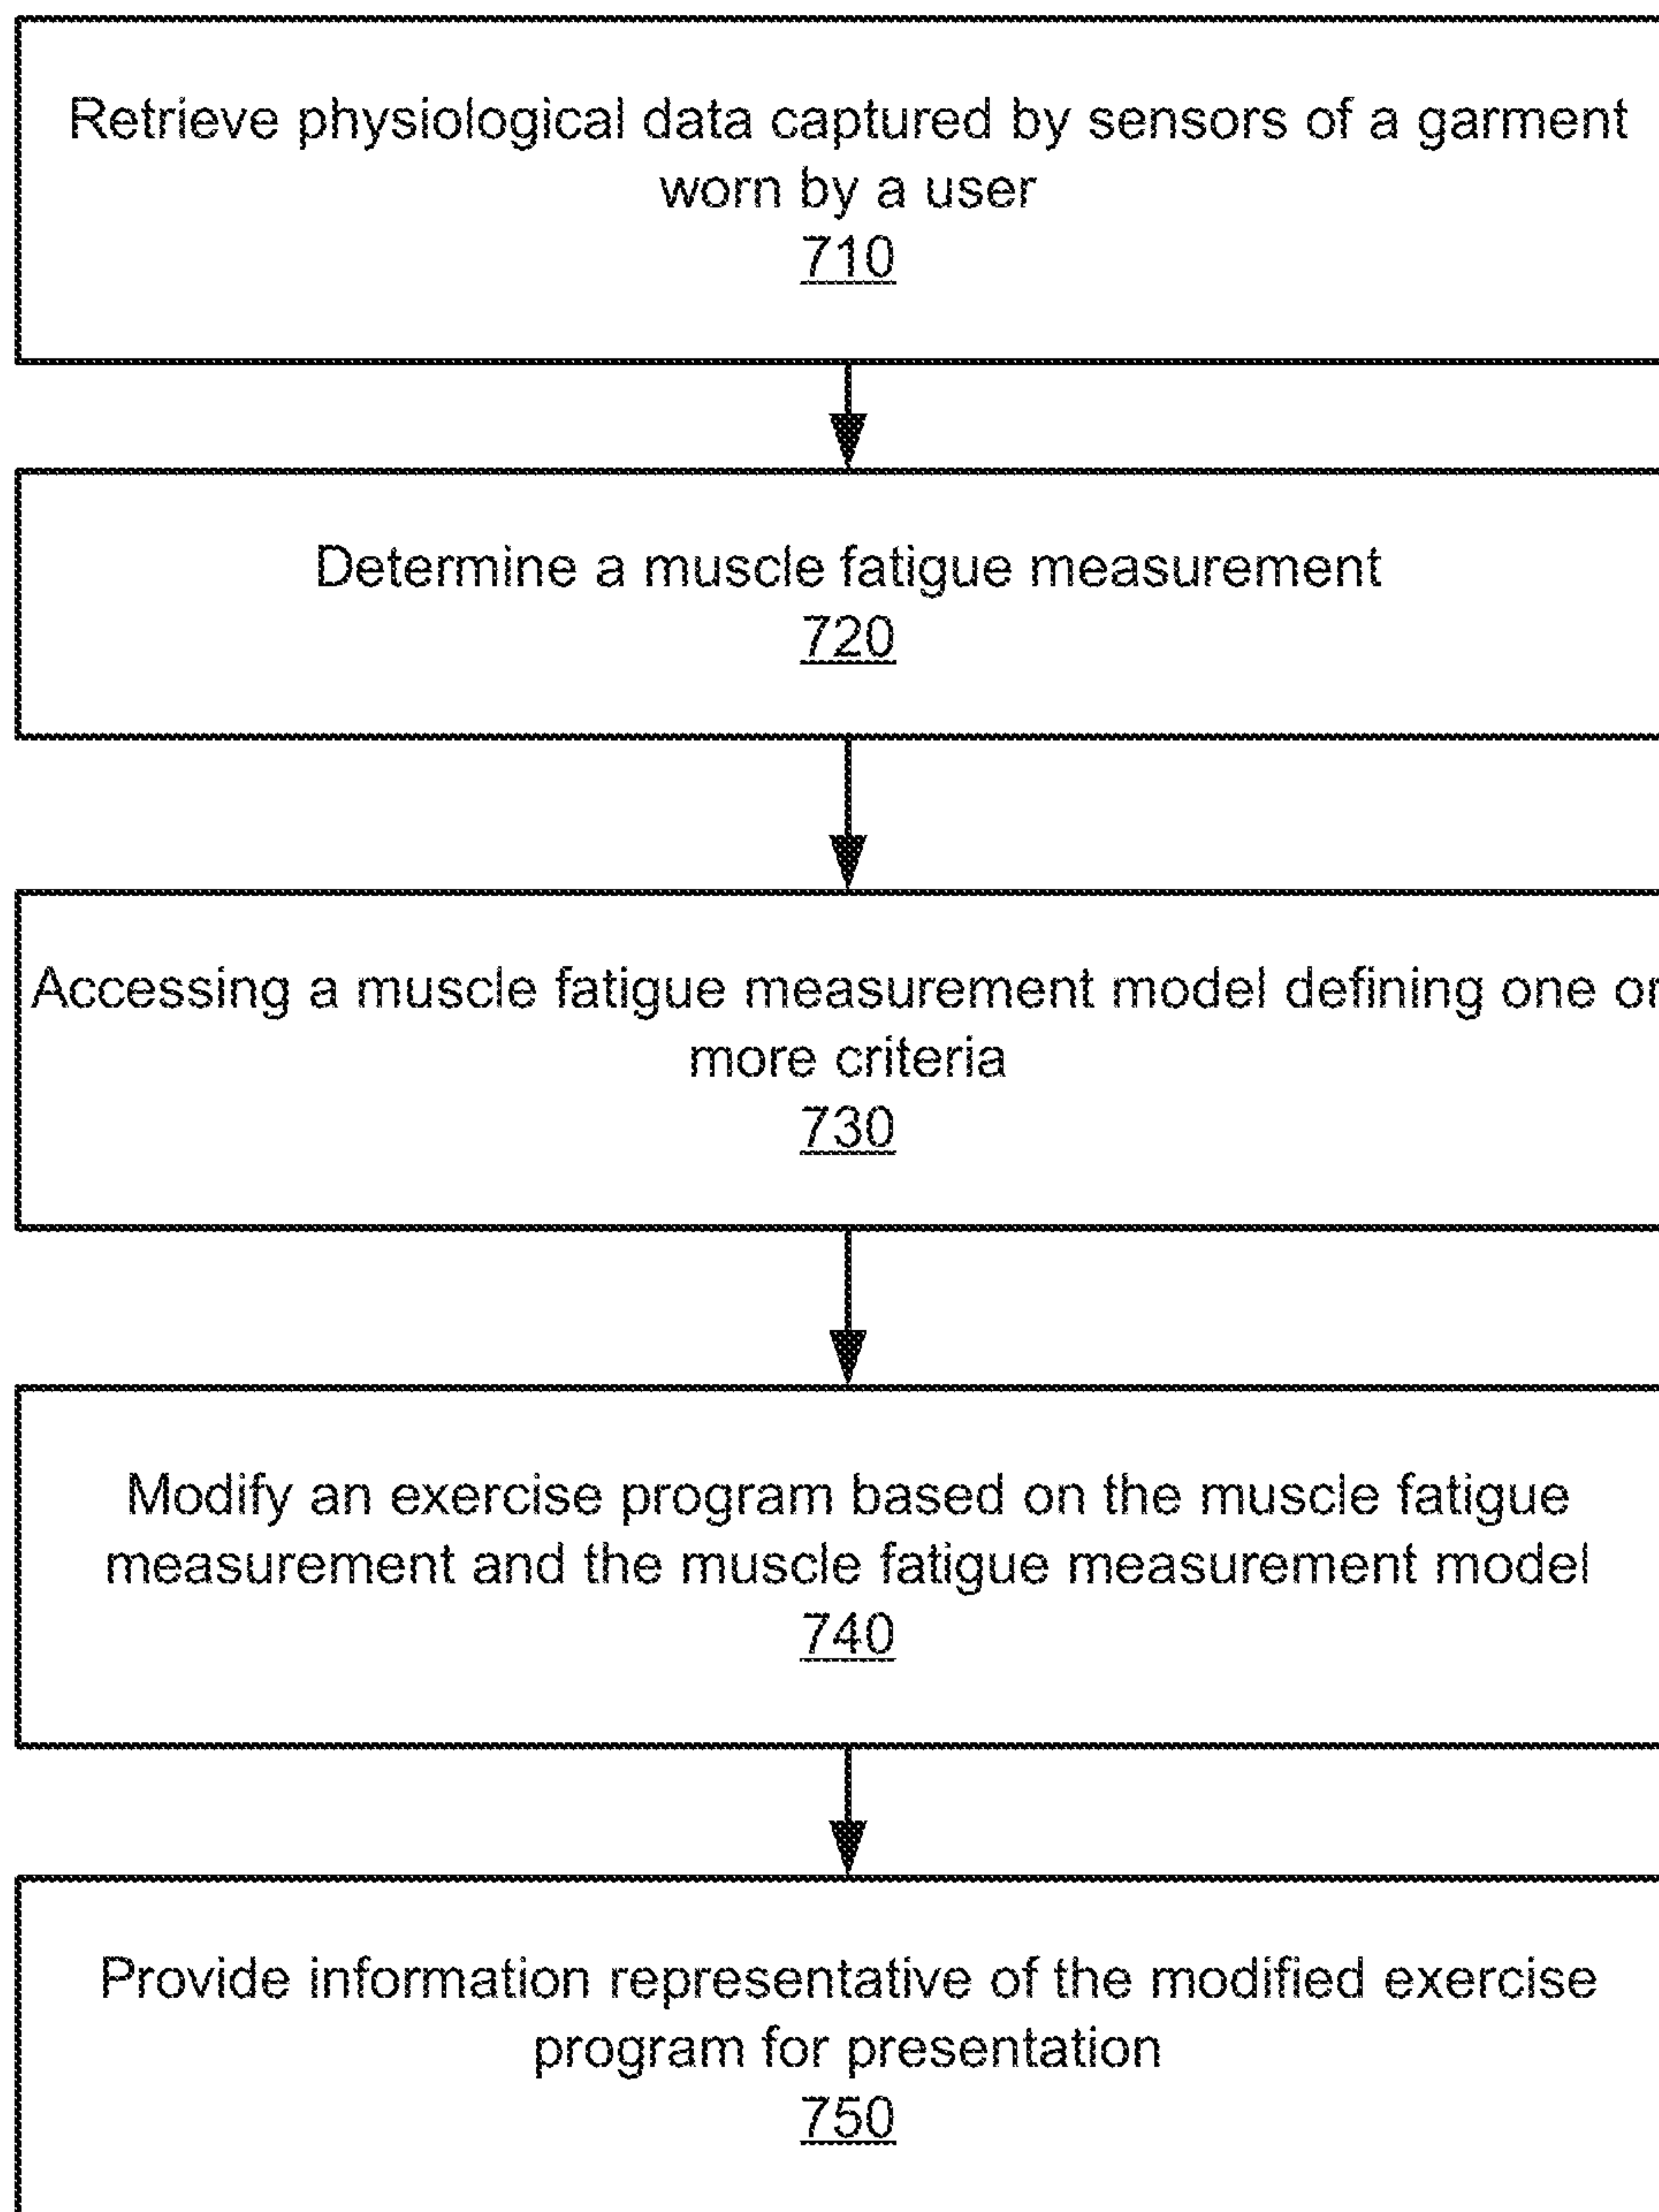 Retrieve physiological data captured by sensors of a garment
worn by a user
710
Determine a muscle fatigue measurement
720
Accessing a muscle fatigue measurement model defining one or
more criteria
730
Modify an exercise program based on the muscle fatigue
measurement and the muscle fatigue measurement model
740
Provide information representative of the modified exercise
program for presentation
750